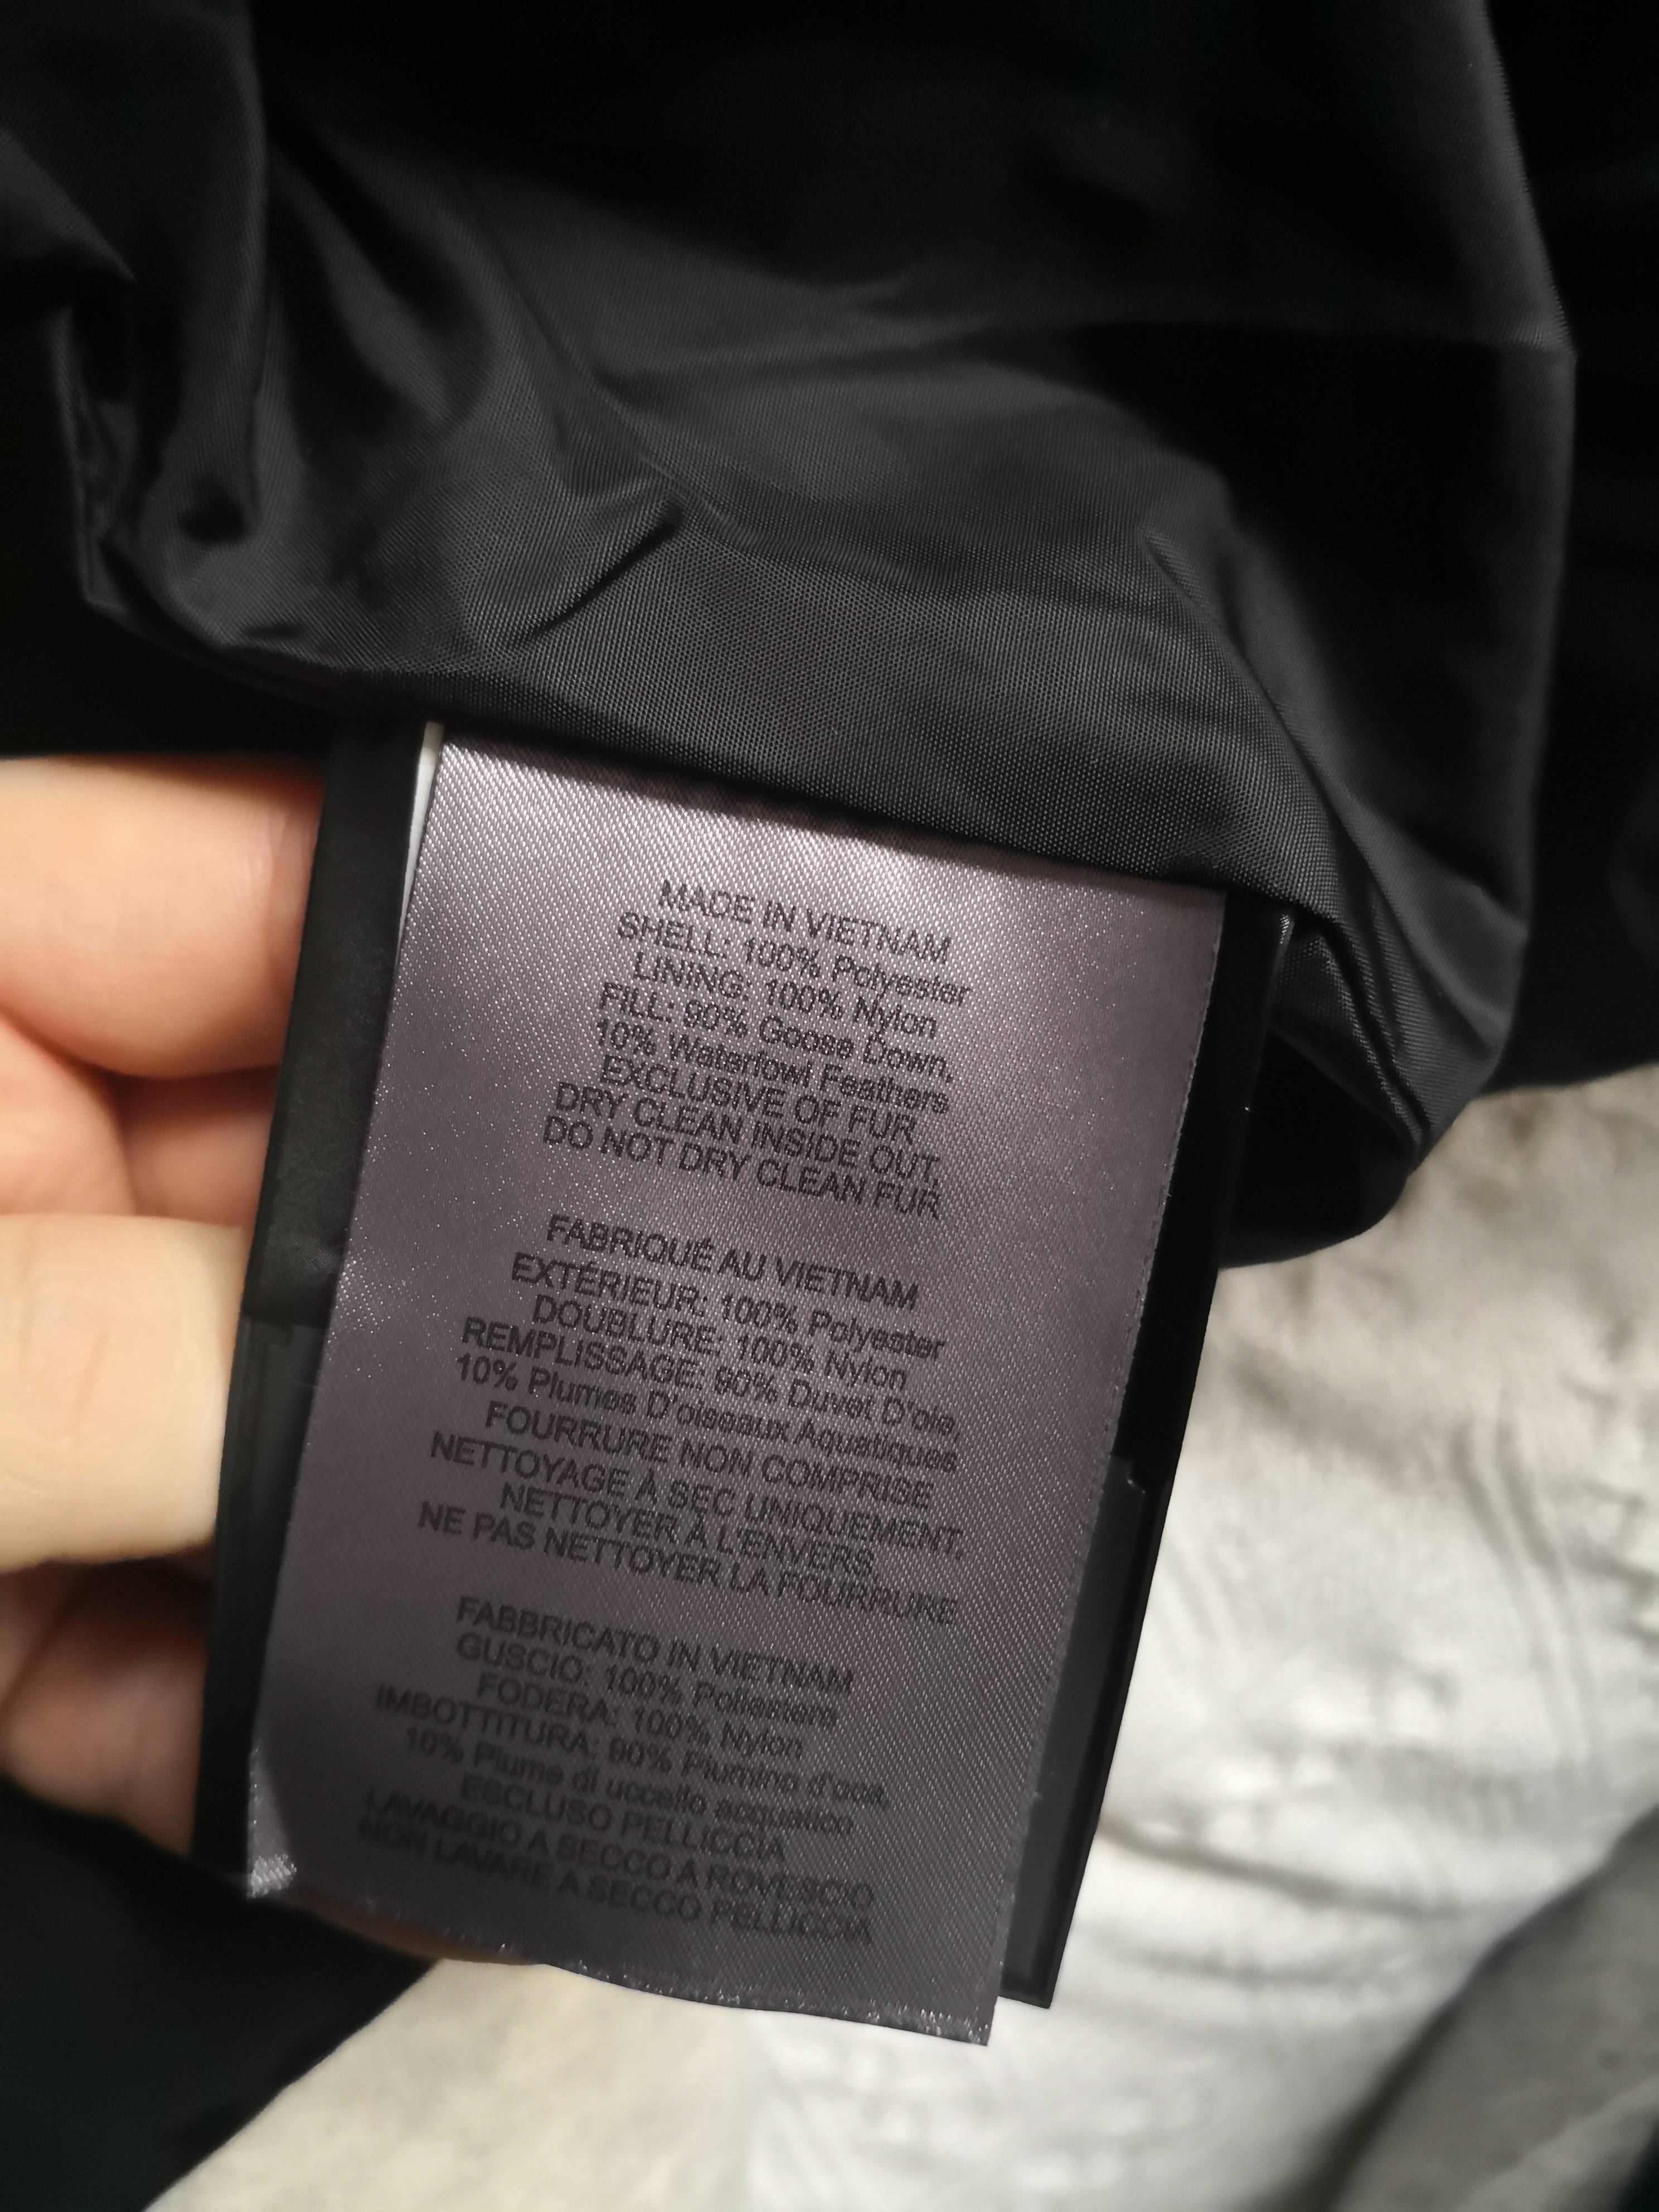 MADE IN VIETNAM
SHELL: 100% Polyester
LINING: 100% Nylon
FILL: 90% Goose Down,
10% Waterfowl Feathers
EXCLUSIVE OF FUR
DRY CLEAN INSIDE OUT,
DO NOT DRY CLEAN FUR
FABRIQUÉ AU VIETNAM
EXTÉRIEUR: 100% Polyester
DOUBLURE: 100% Nylon
REMPLISSAGE: 90% Duvet D'oie,
10% Plumes D'oiseaux Aquatiques
FOURRURE NON COMPRISE
NETTOYAGE À SEC UNIQUEMENT.
NETTOYER À L'ENVERS
NE PAS NETTOYER LA FOURRURE
FABBRICATO IN VIETNAM
GUSCIO: 100% Poliestere
FODERA: 100% Nylon
IMBOTTITURA: 90% Piumino d'oca,
10% Piume di uccello acquatico
ESCLUSO PELLICCIA
LAVAGGIO A SECCO A ROVESCIO
NON LAVARE A SECCO PELLICCIA